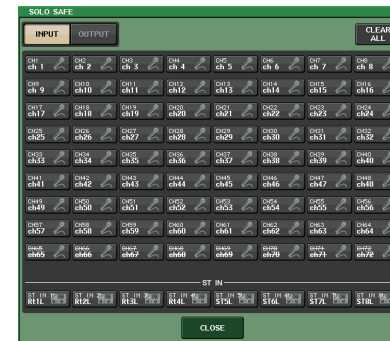 SOLO SAFE
INPUT OUTPUT CLEAR ALL
CH1 CH2 CH3 CH4 CH5 CH6 CH7 CH8
ch 1 ch 2 ch 3 ch 4 ch 5 ch 6 ch 7 ch 8
CH9 CH10 CH11 CH12 CH13 CH14 CH15 CH16
ch 9 ch10 ch11 ch12 ch13 ch14 ch15 ch16
CH17 CH18 CH19 CH20 CH21 CH22 CH23 CH24
ch17 ch18 ch19 ch20 ch21 ch22 ch23 ch24
CH25 CH26 CH27 CH28 CH29 CH30 CH31 CH32
ch25 ch26 ch27 ch28 ch29 ch30 ch31 ch32
CH33 CH34 CH35 CH36 CH37 CH38 CH39 CH40
ch33 ch34 ch35 ch36 ch37 ch38 ch39 ch40
CH41 CH42 CH43 CH44 CH45 CH46 CH47 CH48
ch41 ch42 ch43 ch44 ch45 ch46 ch47 ch48
CH49 CH50 CH51 CH52 CH53 CH54 CH55 CH56
ch49 ch50 ch51 ch52 ch53 ch54 ch55 ch56
CH57 CH58 CH59 CH60 CH61 CH62 CH63 CH64
ch57 ch58 ch59 ch60 ch61 ch62 ch63 ch64
CH65 CH66 CH67 CH68 CH69 CH70 CH71 CH72
ch65 ch66 ch67 ch68 ch69 ch70 ch71 ch72
ST IN
ST IN ST IN ST IN ST IN ST IN ST IN ST IN ST IN
Rt1L Rt2L Rt3L Rt4L ST5L ST6L ST7L ST8L
CLOSE